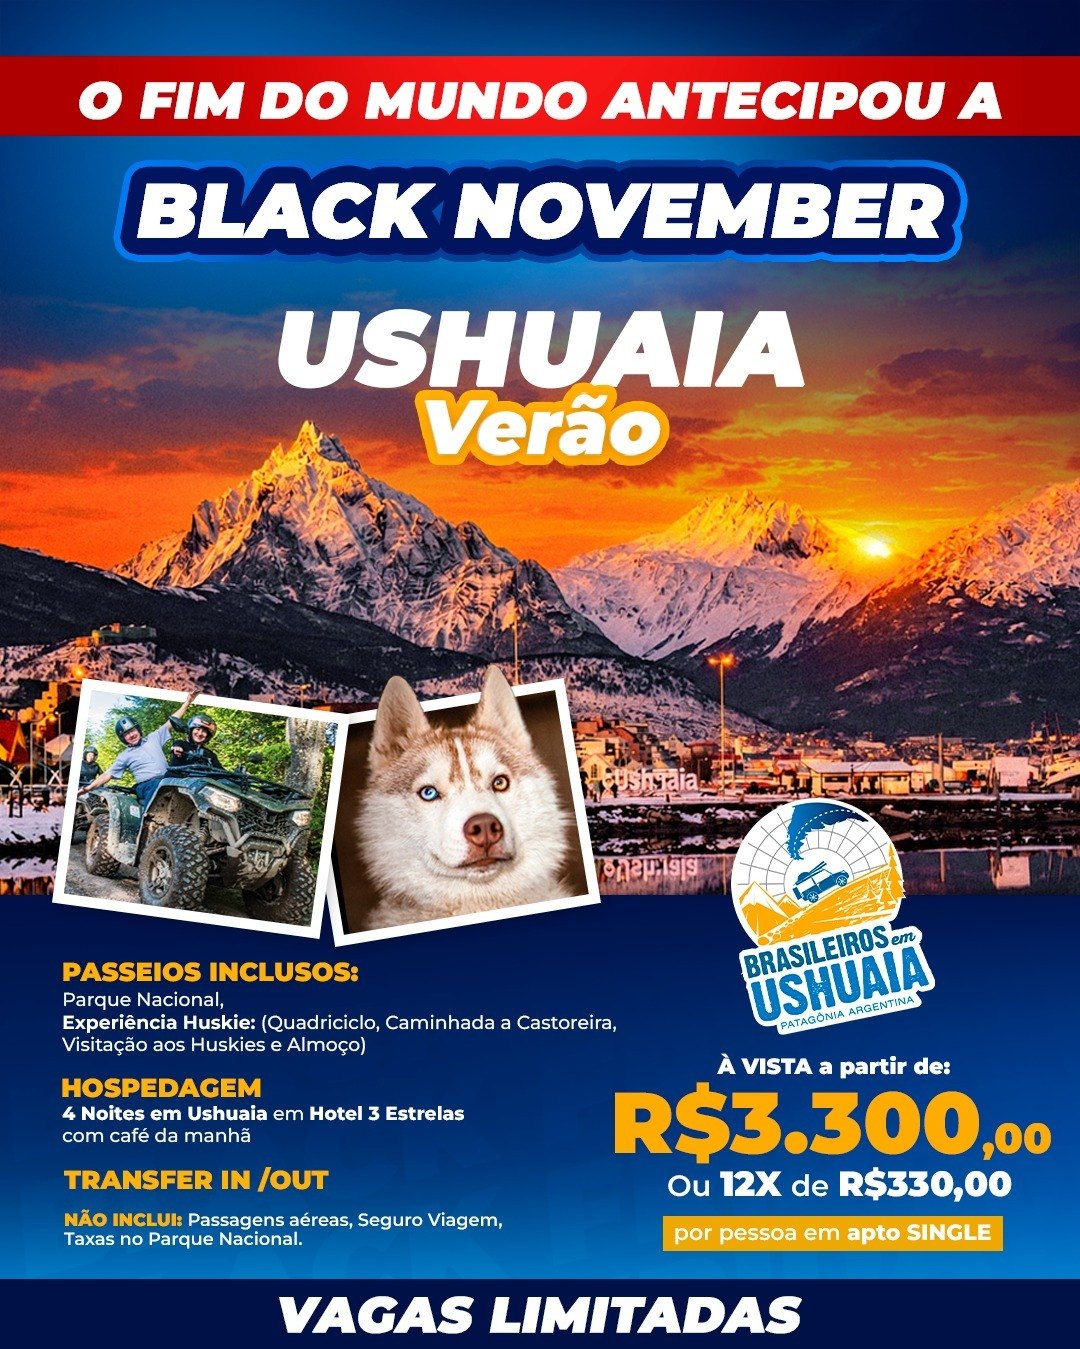 O FIM DO MUNDO ANTECIPOU A
BLACK NOVEMBER
USHUAIA
Verão
ushuaia
BRASILEIROS em
USHUAIA
PATAGÔNIA ARGENTINA
PASSEIOS INCLUSOS:
Parque Nacional,
Experiência Huskie: (Quadriciclo, Caminhada a Castoreira,
Visitação aos Huskies e Almoço)
HOSPEDAGEM
4 Noites em Ushuaia em Hotel 3 Estrelas
com café da manhã
TRANSFER IN /OUT
NÃO INCLUI: Passagens aéreas, Seguro Viagem,
Taxas no Parque Nacional.
À VISTA a partir de:
R$3.300,00
Ou 12X de R$330,00
por pessoa em apto SINGLE
VAGAS LIMITADAS